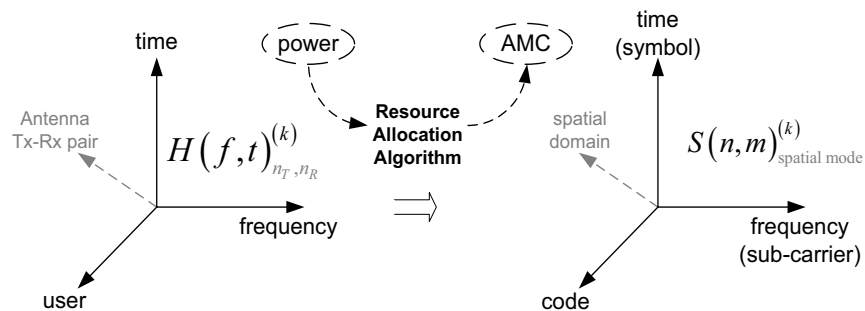 time
power
AMC
time
(symbol)
Antenna
Tx-Rx pair
H(f,t)^{(k)}_{n_T,n_R}
Resource
Allocation
Algorithm
spatial
domain
S(n,m)^{(k)}_{spatial mode}
frequency
user
frequency
(sub-carrier)
code